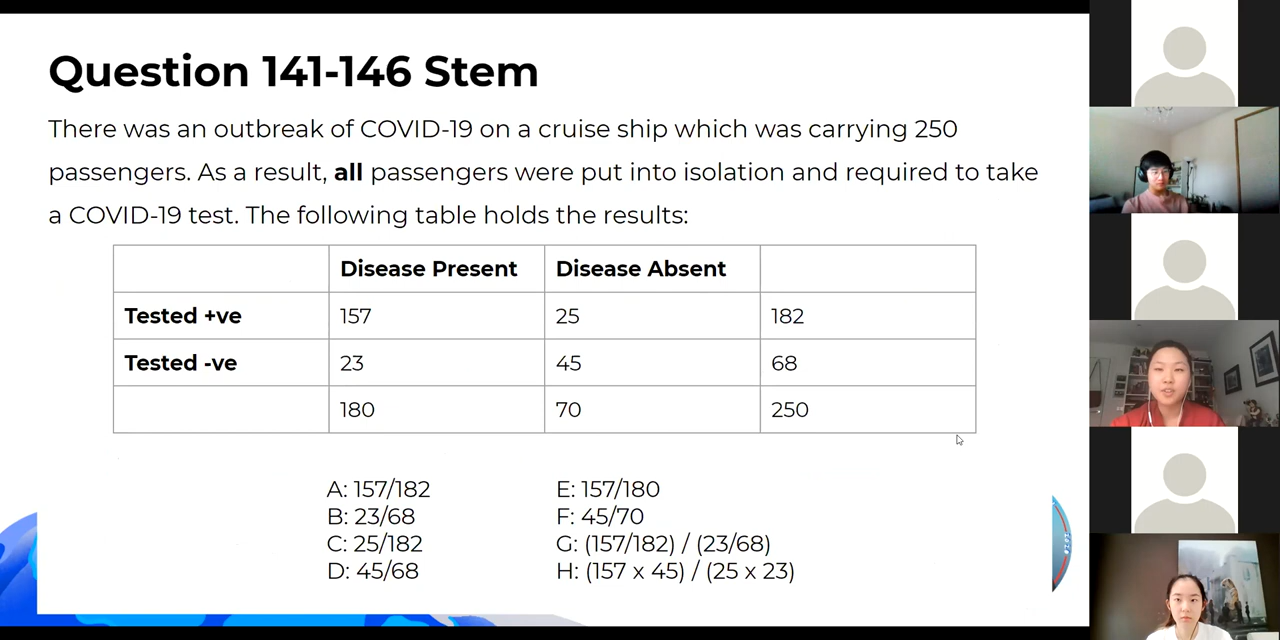 Question 141-146 Stem
There was an outbreak of COVID-19 on a cruise ship which was carrying 250
passengers. As a result, all passengers were put into isolation and required to take
a COVID-19 test. The following table holds the results:
Disease Present Disease Absent
Tested +ve 157 25 182
Tested -ve 23 45 68
180 70 250
A: 157/182
B: 23/68
C: 25/182
D: 45/68
E: 157/180
F: 45/70
G: (157/182) / (23/68)
H: (157 x 45) / (25 x 23)